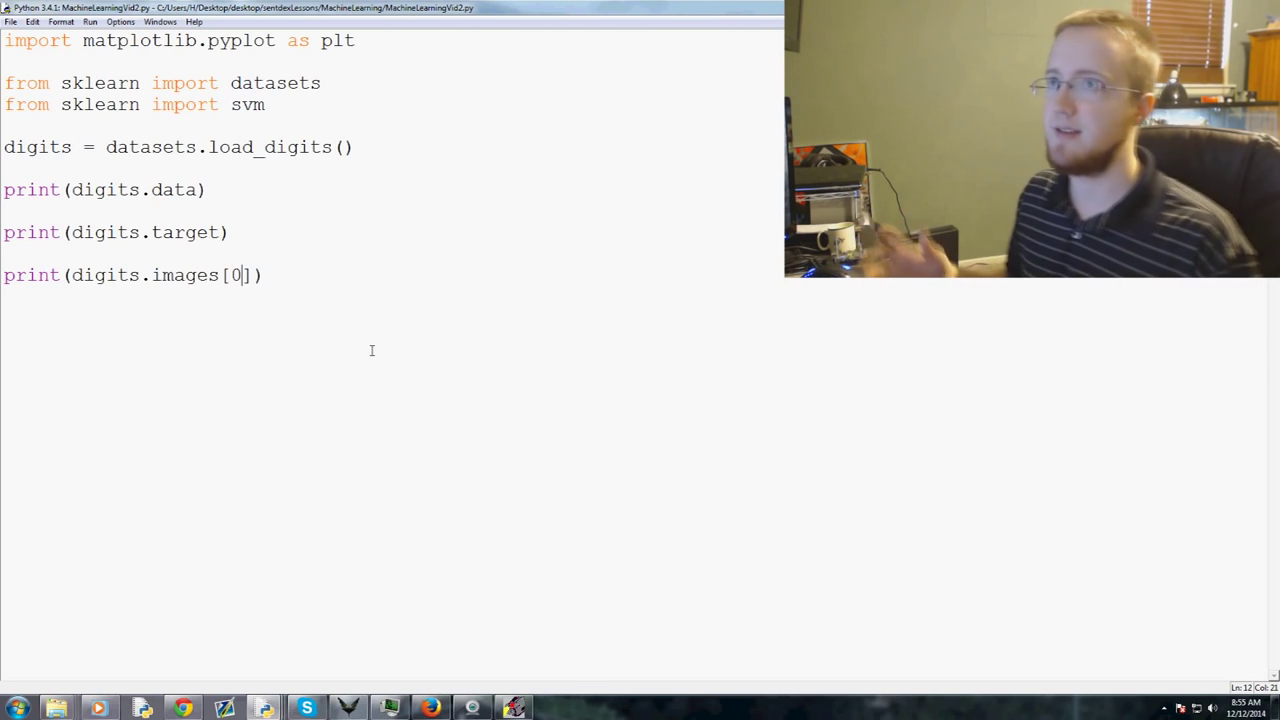 Python 3.4.1: MachineLearningVid2.py - C:/Users/H/Desktop/desktop/sentdexLessons/MachineLearning/MachineLearningVid2.py
File Edit Format Run Options Windows Help
import matplotlib.pyplot as plt
from sklearn import datasets
from sklearn import svm
digits = datasets.load_digits()
print(digits.data)
print(digits.target)
print(digits.images[0])
Ln: 12 Col: 21
8:55 AM
12/12/2014